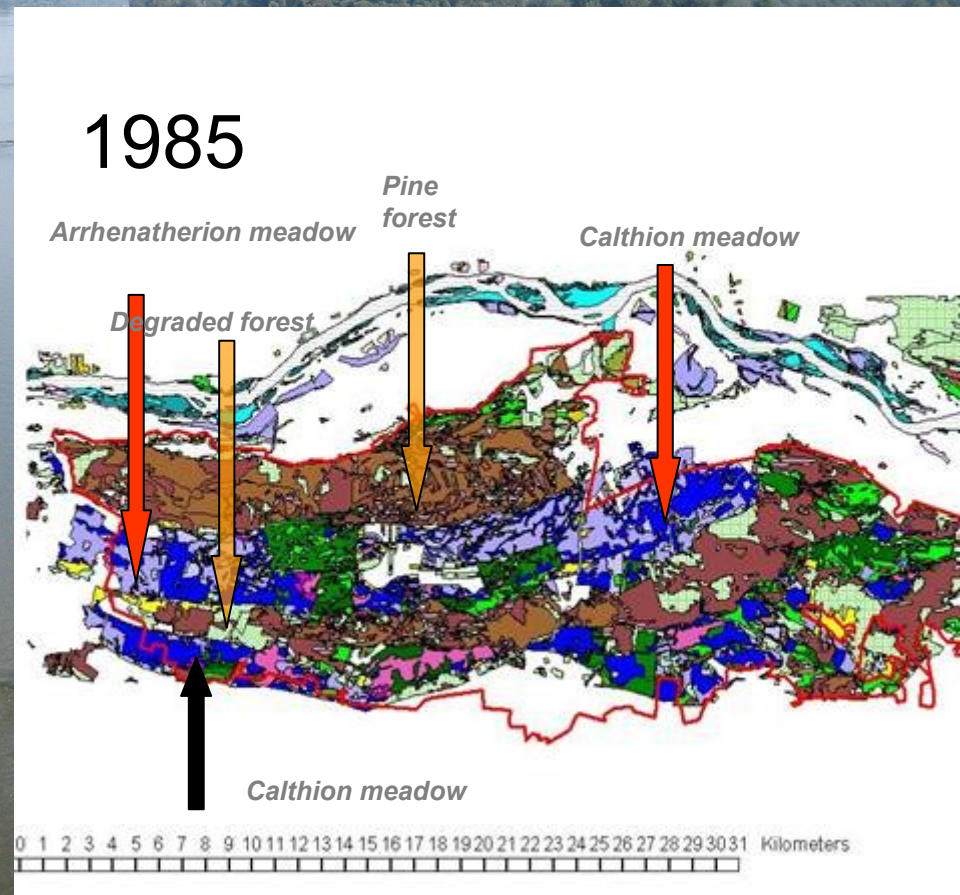 1985
Pine
forest
Arrhenatherion meadow
Calthion meadow
Degraded forest
Calthion meadow
0 1 2 3 4 5 6 7 8 9 10 11 12 13 14 15 16 17 18 19 20 21 22 23 24 25 26 27 28 29 30 31 Kilometers